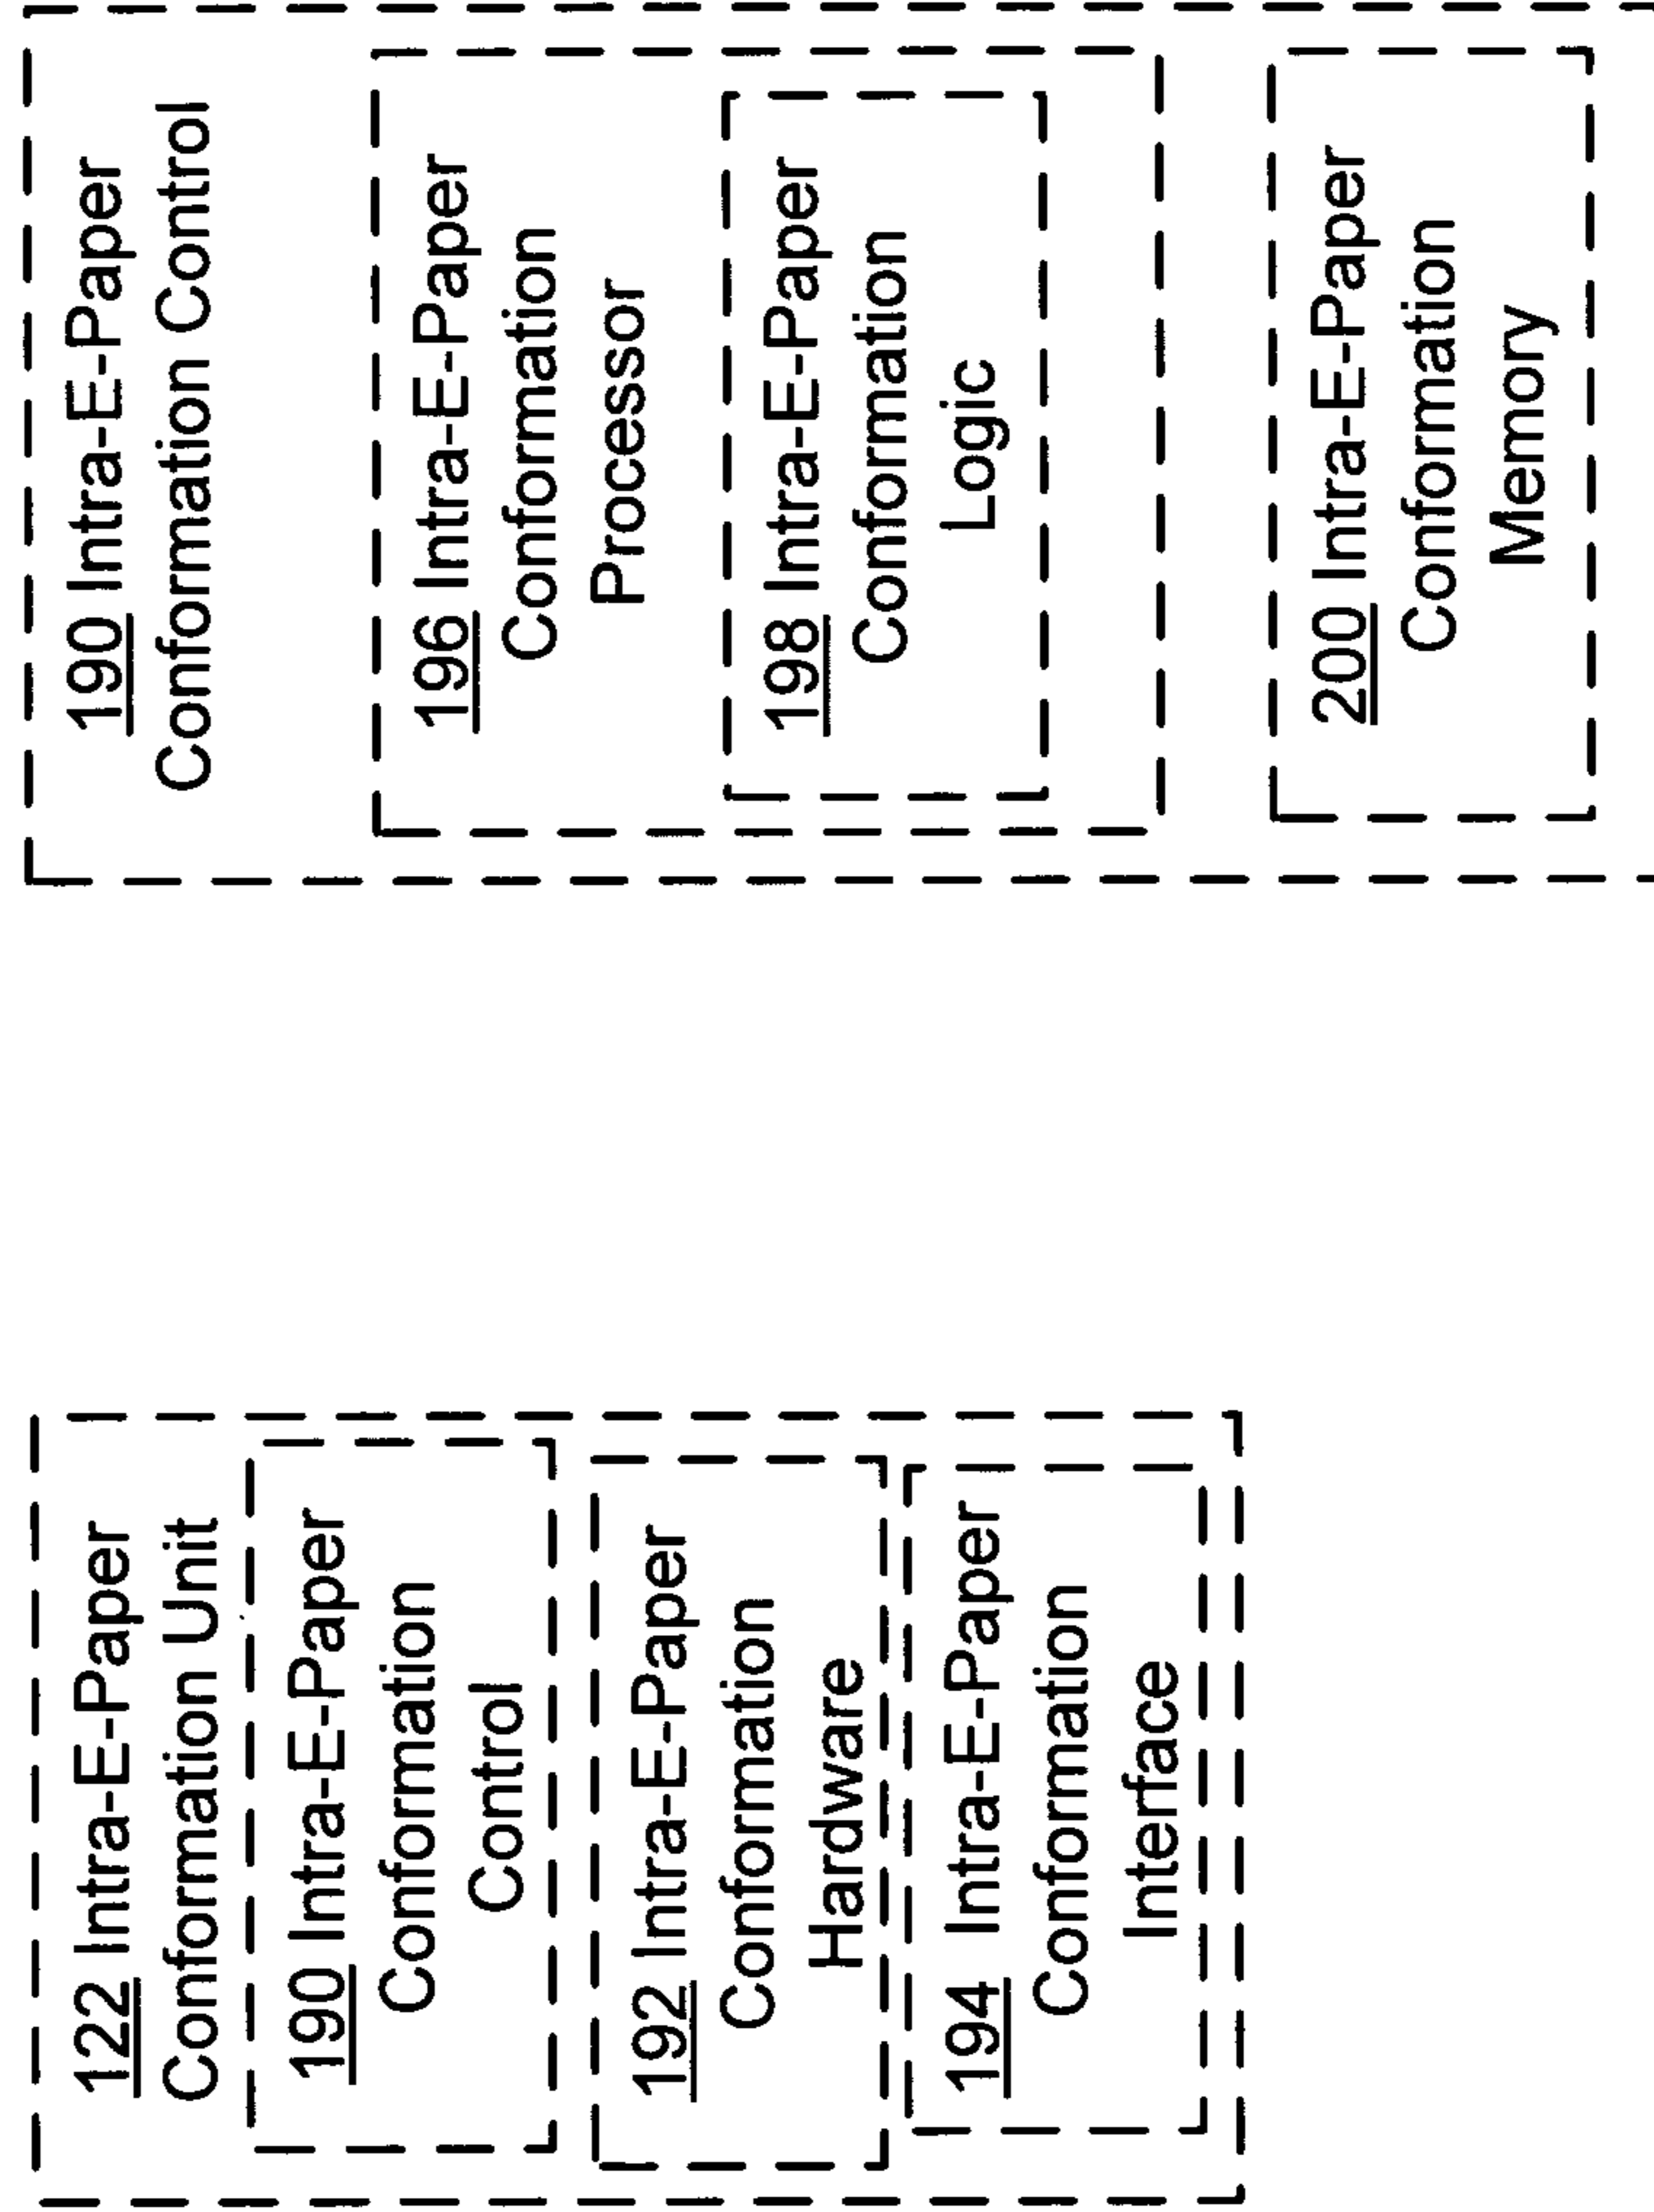 122 Intra-E-Paper
Conformation Unit
190 Intra-E-Paper
Conformation
Control
192 Intra-E-Paper
Conformation
Hardware
194 Intra-E-Paper
Conformation
Interface
190 Intra-E-Paper
Conformation Control
196 Intra-E-Paper
Conformation
Processor
198 Intra-E-Paper
Conformation
Logic
200 Intra-E-Paper
Conformation
Memory